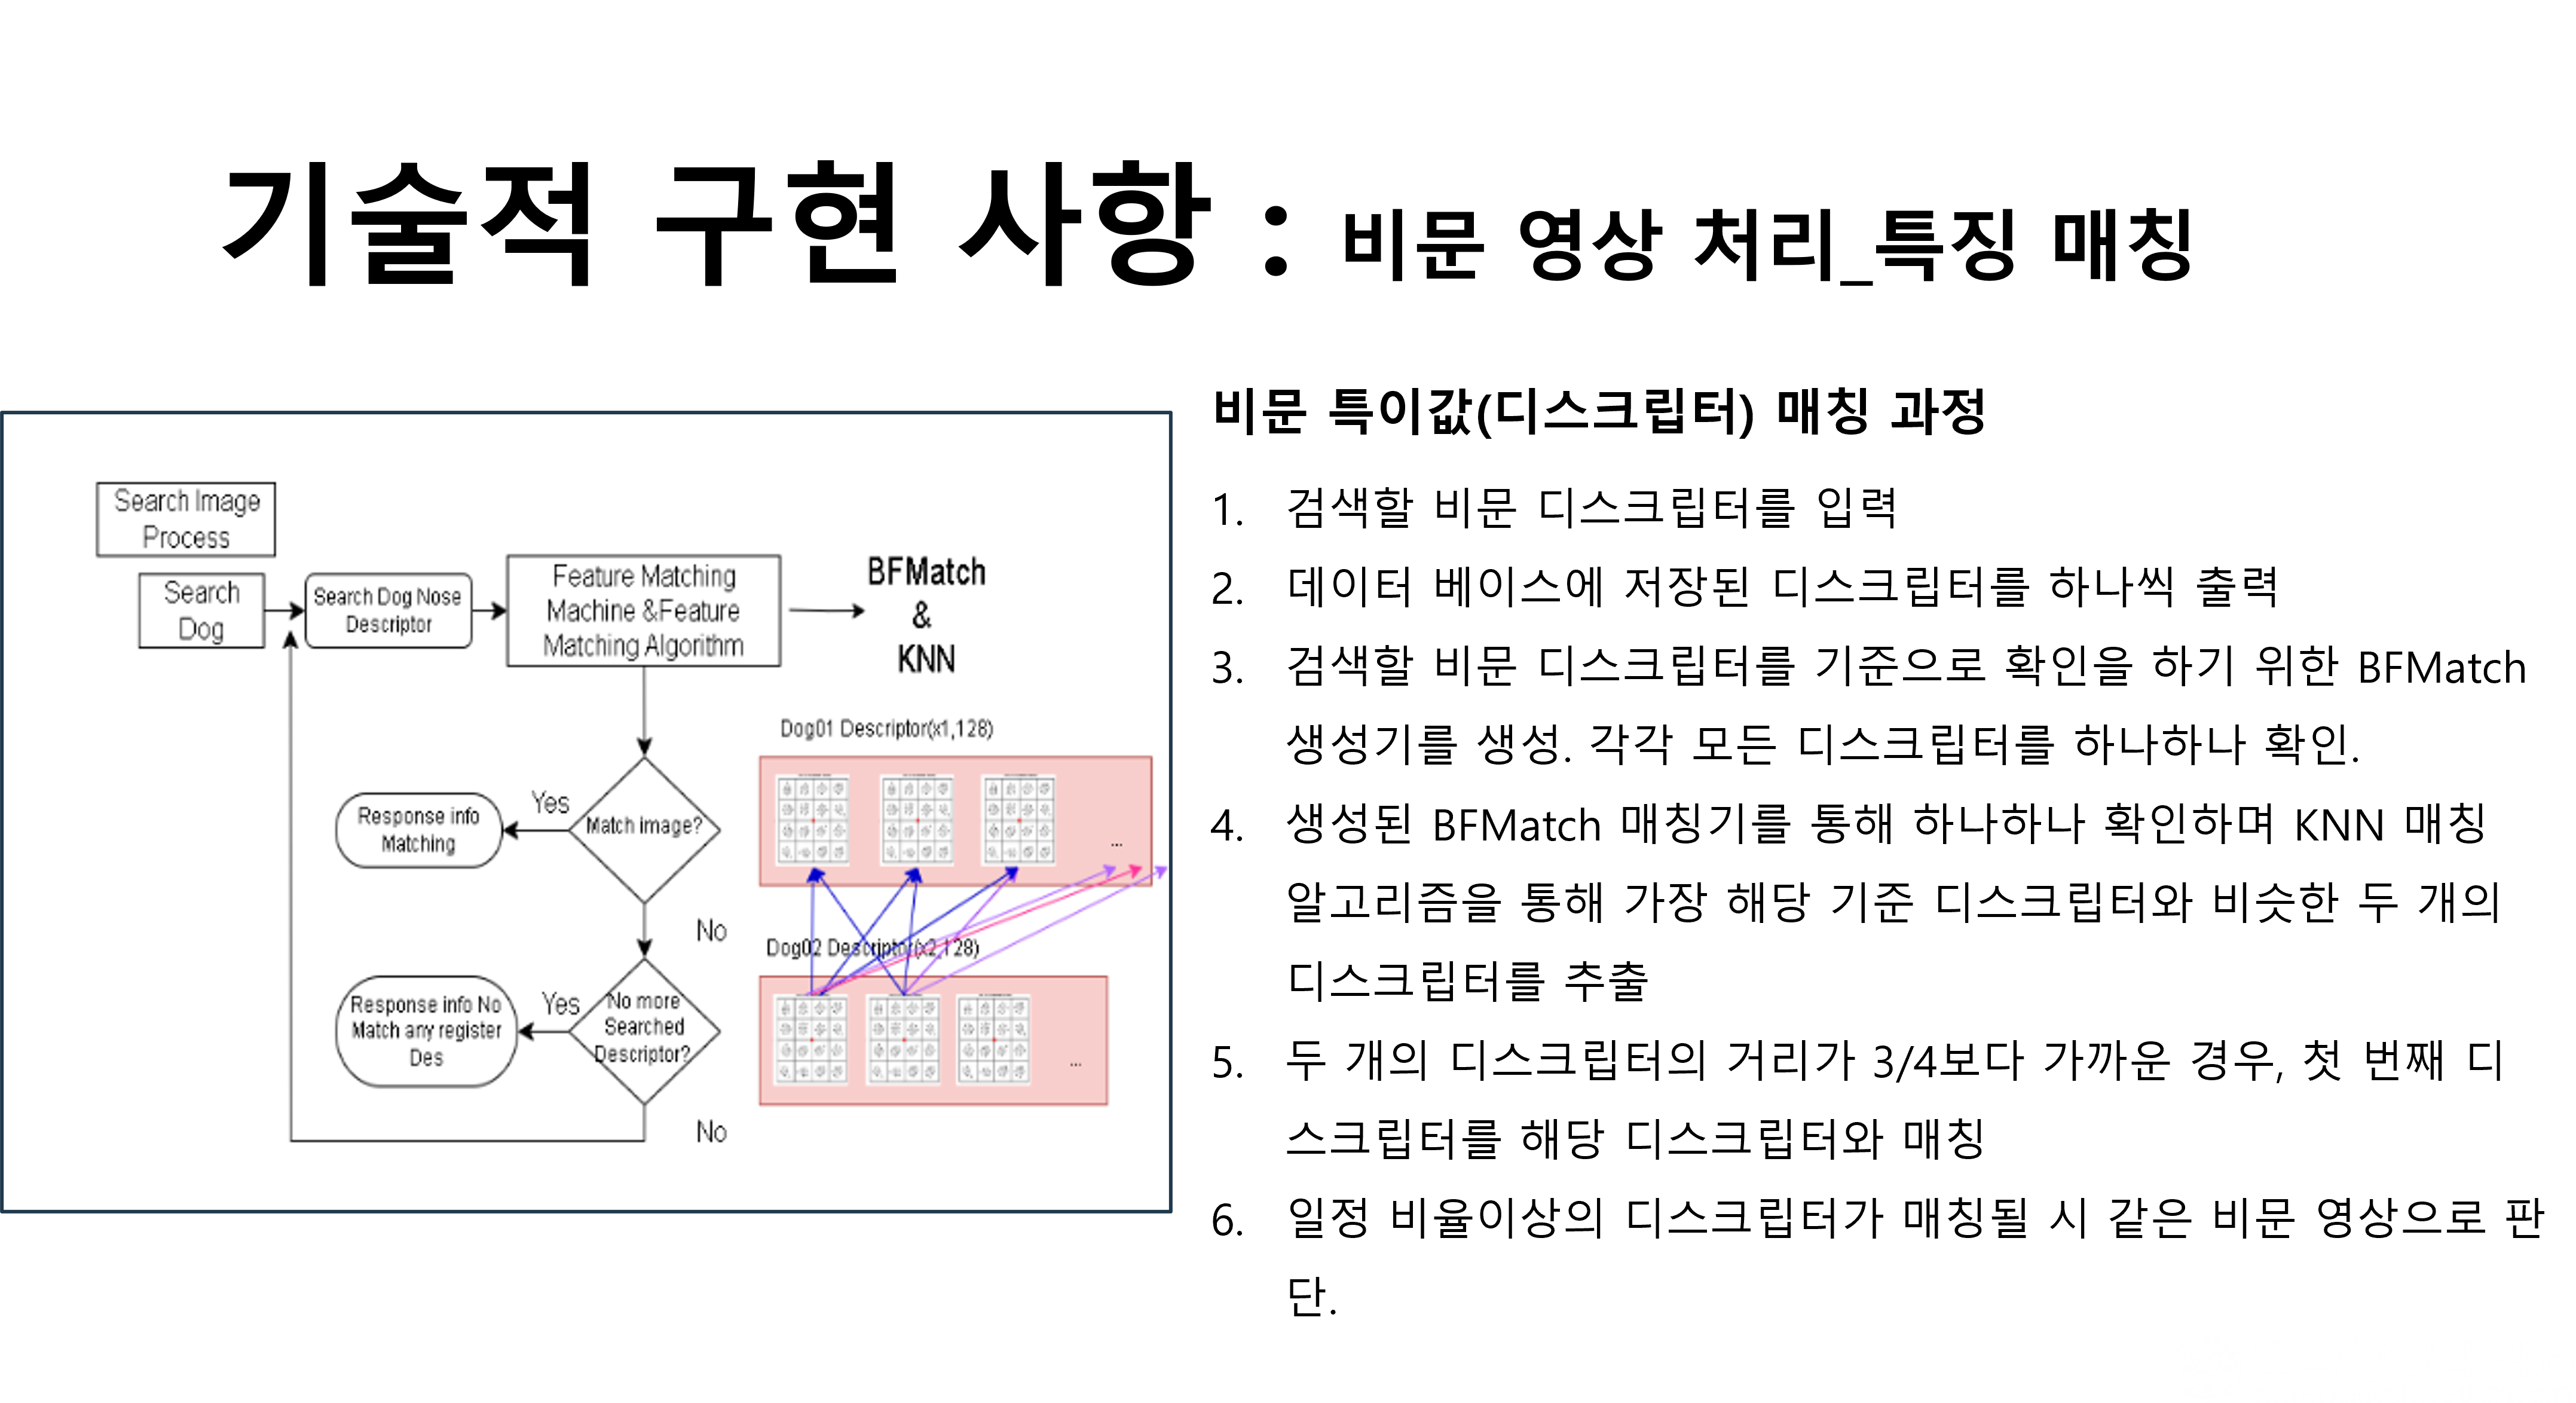 기술적 구현 사항 : 비문 영상 처리_특징 매칭
Search Image
Process
Search
Dog
Search Dog Nose
Descriptor
Feature Matching
Machine &Feature
Matching Algorithm
BFMatch
&
KNN
Match image?
Yes
Response info
Matching
No
No more
Searched
Descriptor?
Yes
Response info No
Match any register
Des
No
Dog01 Descriptor(x1,128)
...
Dog02 Descriptor(x2,128)
...
비문 특이값(디스크립터) 매칭 과정
1. 검색할 비문 디스크립터를 입력
2. 데이터 베이스에 저장된 디스크립터를 하나씩 출력
3. 검색할 비문 디스크립터를 기준으로 확인을 하기 위한 BFMatch
생성기를 생성. 각각 모든 디스크립터를 하나하나 확인.
4. 생성된 BFMatch 매칭기를 통해 하나하나 확인하며 KNN 매칭
알고리즘을 통해 가장 해당 기준 디스크립터와 비슷한 두 개의
디스크립터를 추출
5. 두 개의 디스크립터의 거리가 3/4보다 가까운 경우, 첫 번째 디
스크립터를 해당 디스크립터와 매칭
6. 일정 비율이상의 디스크립터가 매칭될 시 같은 비문 영상으로 판
단.